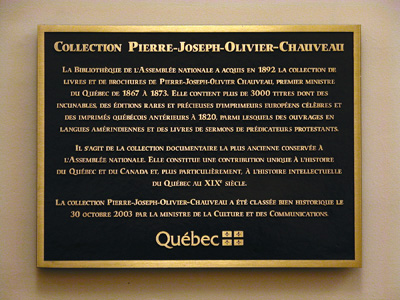 Collection Pierre-Joseph-Olivier-Chauveau
La Bibliothèque de l'Assemblée nationale a acquis en 1892 la collection de
livres et de brochures de Pierre-Joseph-Olivier Chauveau, premier ministre
du Québec de 1867 à 1873. Elle contient plus de 3000 titres dont des
incunables, des éditions rares et précieuses d'imprimeurs européens célèbres et
des imprimés québécois antérieurs à 1820, parmi lesquels des ouvrages en
langues amérindiennes et des livres de sermons de prédicateurs protestants.
Il s'agit de la collection documentaire la plus ancienne conservée à
l'Assemblée nationale. Elle constitue une contribution unique à l'histoire
du Québec et du Canada et, plus particulièrement, à l'histoire intellectuelle
du Québec au XIXe siècle.
La collection Pierre-Joseph-Olivier-Chauveau a été classée bien historique le
30 octobre 2003 par la ministre de la Culture et des Communications.
Québec